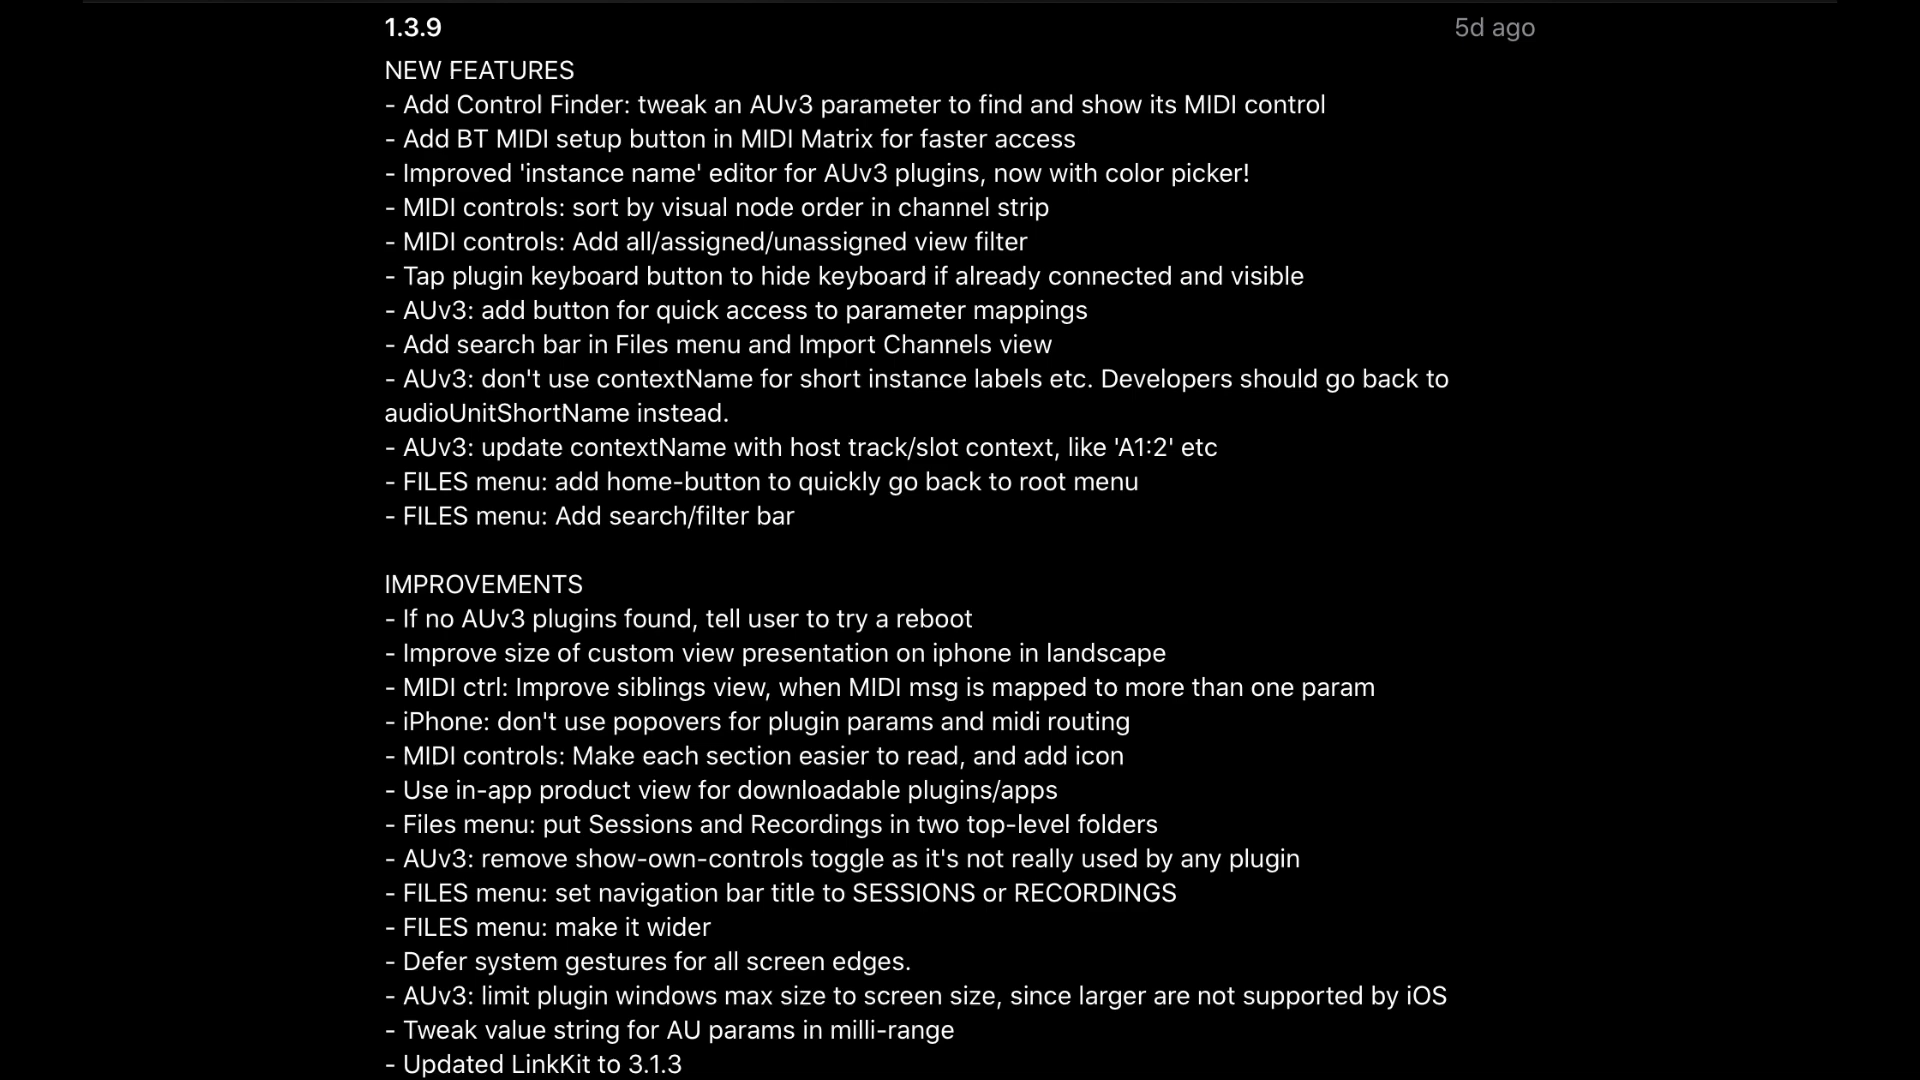 1.3.9
5d ago
NEW FEATURES
- Add Control Finder: tweak an AUv3 parameter to find and show its MIDI control
- Add BT MIDI setup button in MIDI Matrix for faster access
- Improved 'instance name' editor for AUv3 plugins, now with color picker!
- MIDI controls: sort by visual node order in channel strip
- MIDI controls: Add all/assigned/unassigned view filter
- Tap plugin keyboard button to hide keyboard if already connected and visible
- AUv3: add button for quick access to parameter mappings
- Add search bar in Files menu and Import Channels view
- AUv3: don't use contextName for short instance labels etc. Developers should go back to
audioUnitShortName instead.
- AUv3: update contextName with host track/slot context, like 'A1:2' etc
- FILES menu: add home-button to quickly go back to root menu
- FILES menu: Add search/filter bar
IMPROVEMENTS
- If no AUv3 plugins found, tell user to try a reboot
- Improve size of custom view presentation on iphone in landscape
- MIDI ctrl: Improve siblings view, when MIDI msg is mapped to more than one param
- iPhone: don't use popovers for plugin params and midi routing
- MIDI controls: Make each section easier to read, and add icon
- Use in-app product view for downloadable plugins/apps
- Files menu: put Sessions and Recordings in two top-level folders
- AUv3: remove show-own-controls toggle as it's not really used by any plugin
- FILES menu: set navigation bar title to SESSIONS or RECORDINGS
- FILES menu: make it wider
- Defer system gestures for all screen edges.
- AUv3: limit plugin windows max size to screen size, since larger are not supported by iOS
- Tweak value string for AU params in milli-range
- Updated LinkKit to 3.1.3